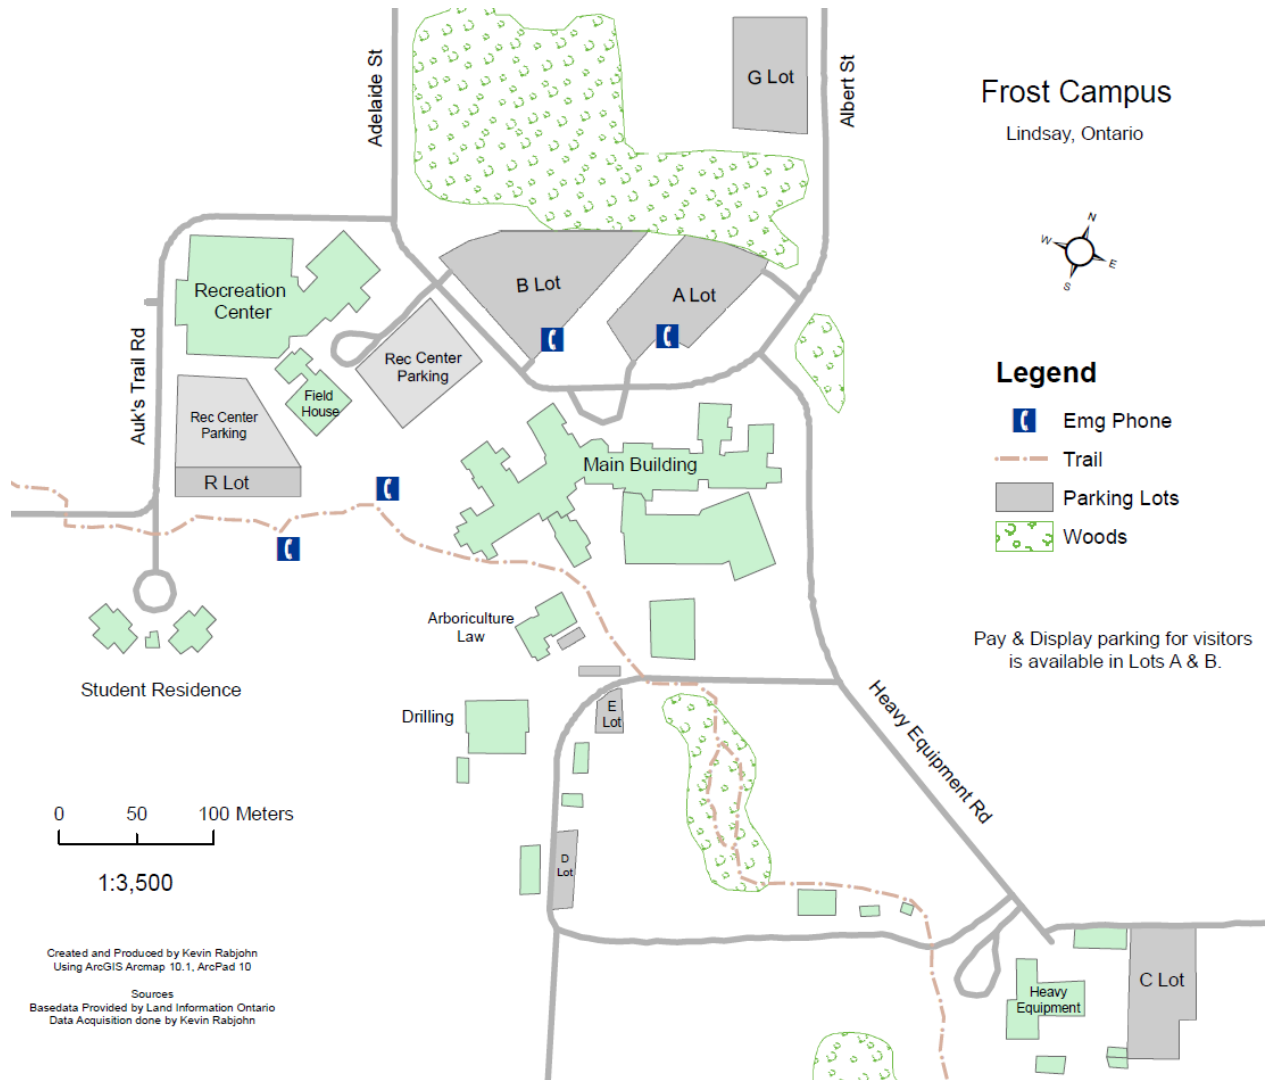 Frost Campus
Lindsay, Ontario
N
W
E
S
Adelaide St
G Lot
Albert St
B Lot
A Lot
Recreation
Center
Auk's Trail Rd
Rec Center
Parking
Field
House
Rec Center
Parking
R Lot
Main Building
Legend
Emg Phone
Trail
Parking Lots
Woods
Arboriculture
Law
Student Residence
Pay & Display parking for visitors
is available in Lots A & B.
Drilling
E
Lot
Heavy Equipment Rd
D
Lot
0 50 100 Meters
1:3,500
Heavy
Equipment
C Lot
Created and Produced by Kevin Rabjohn
Using ArcGIS Arcmap 10.1, ArcPad 10
Sources
Basedata Provided by Land Information Ontario
Data Acquisition done by Kevin Rabjohn